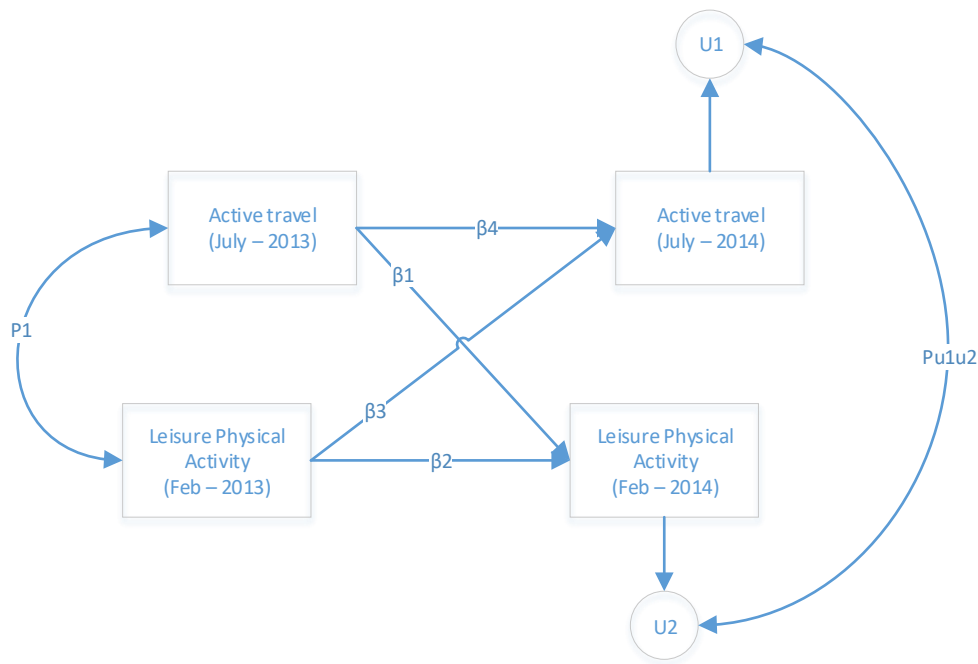 U1
Active travel
(July – 2013)
β4
Active travel
(July – 2014)
β1
P1
Pu1u2
β3
Leisure Physical
Activity
(Feb – 2013)
β2
Leisure Physical
Activity
(Feb – 2014)
U2